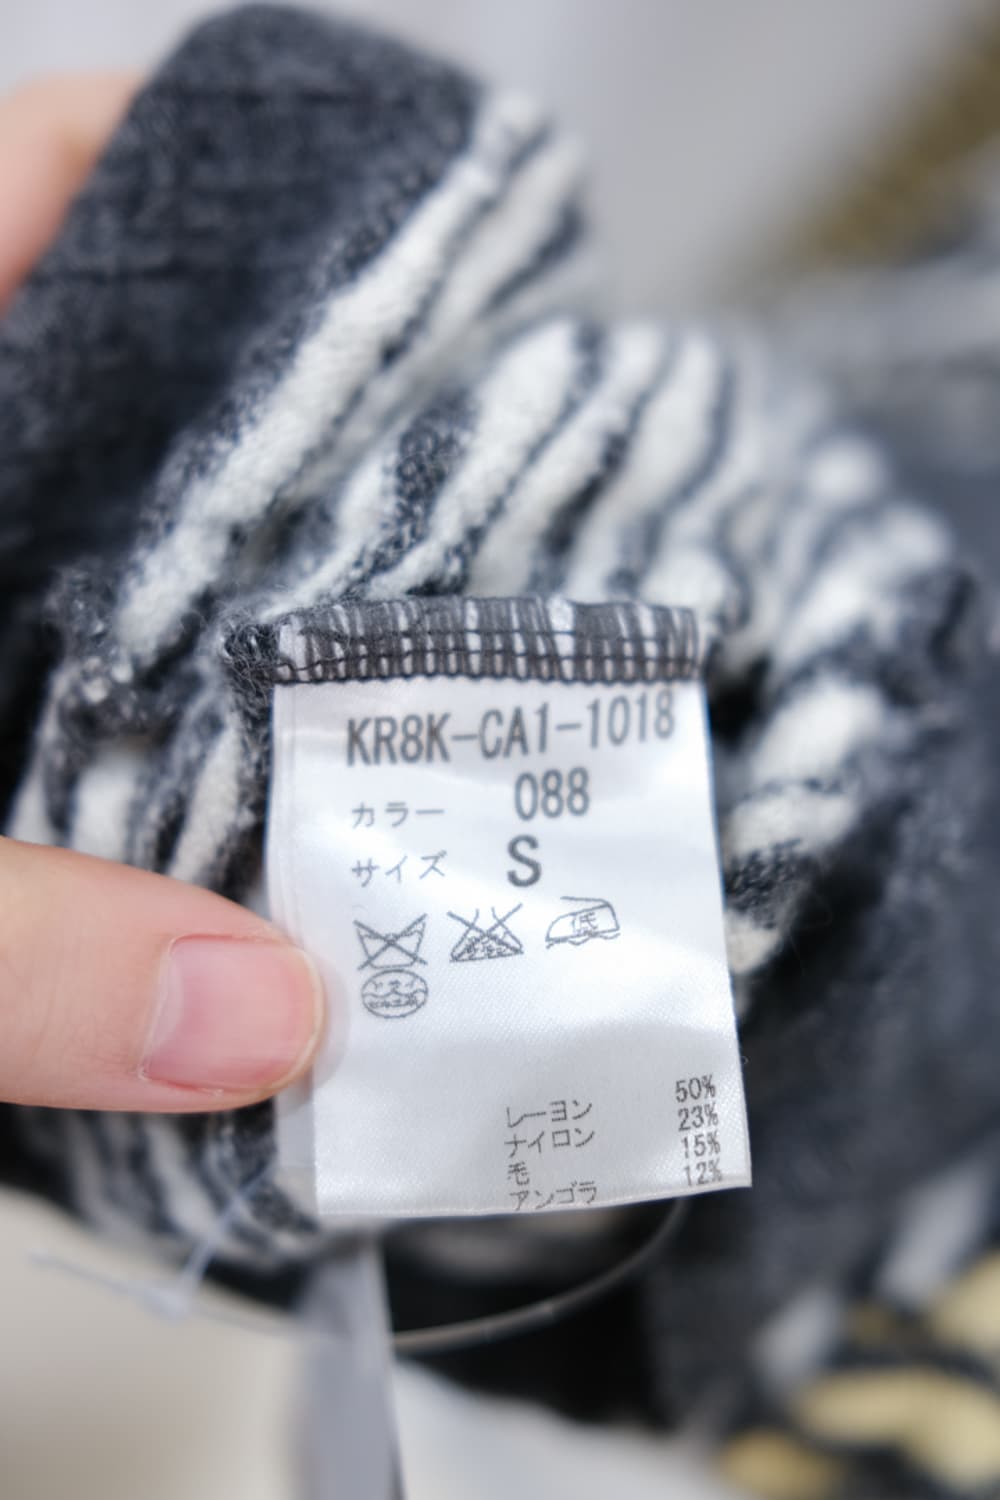 KR8K-CA1-1018
カラー 088
サイズ S
低
レーヨン 50%
ナイロン 23%
毛 15%
アンゴラ 12%